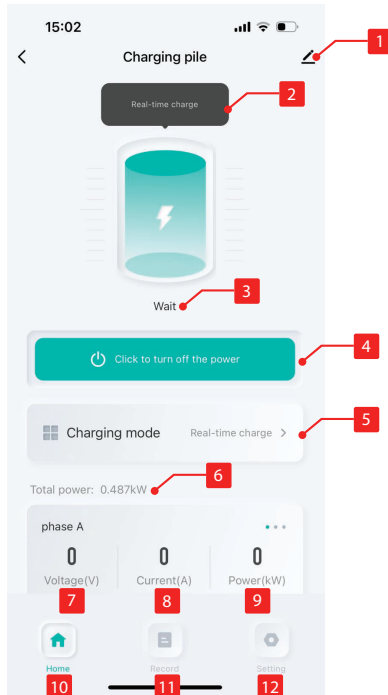 15:02
Charging pile
1
Real-time charge
2
Wait
3
Click to turn off the power
4
Charging mode Real-time charge
5
Total power: 0.487kW
6
phase A
0 0 0
Voltage(V) Current(A) Power(kW)
7 8 9
Home Record Setting
10 11 12